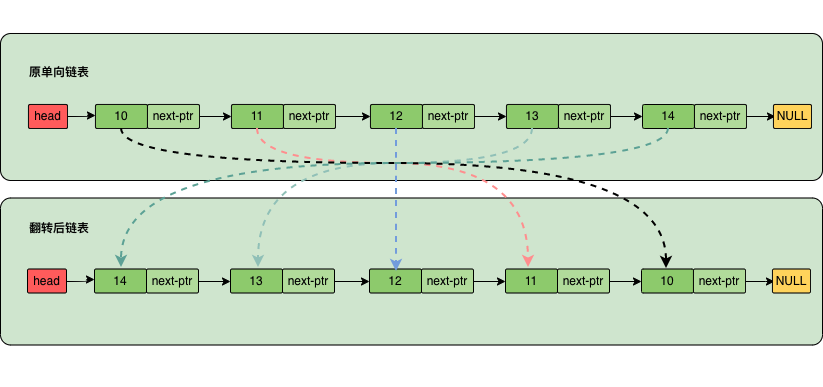 原单向链表
head 10 next-ptr 11 next-ptr 12 next-ptr 13 next-ptr 14 next-ptr NULL
翻转后链表
head 14 next-ptr 13 next-ptr 12 next-ptr 11 next-ptr 10 next-ptr NULL